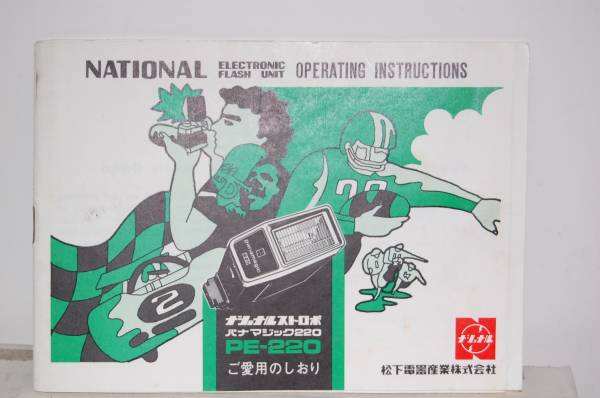 NATIONAL ELECTRONIC FLASH UNIT OPERATING INSTRUCTIONS
22
2
ナショナルストロボ
パナマジック220
PE-220
ご愛用のしおり
ナショナル
松下電器産業株式会社